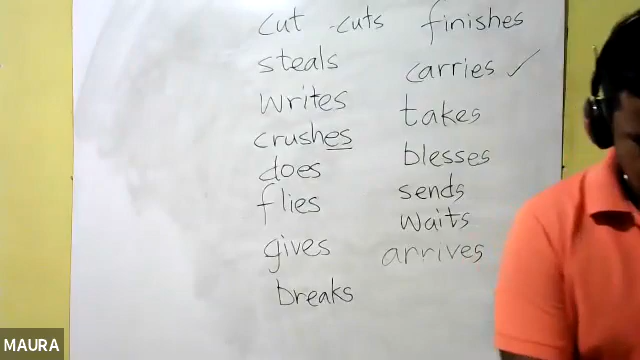 cut - cuts
steals
writes
crushes
does
flies
gives
breaks
finishes
carries ✓
takes
blesses
sends
waits
arrives
MAURA